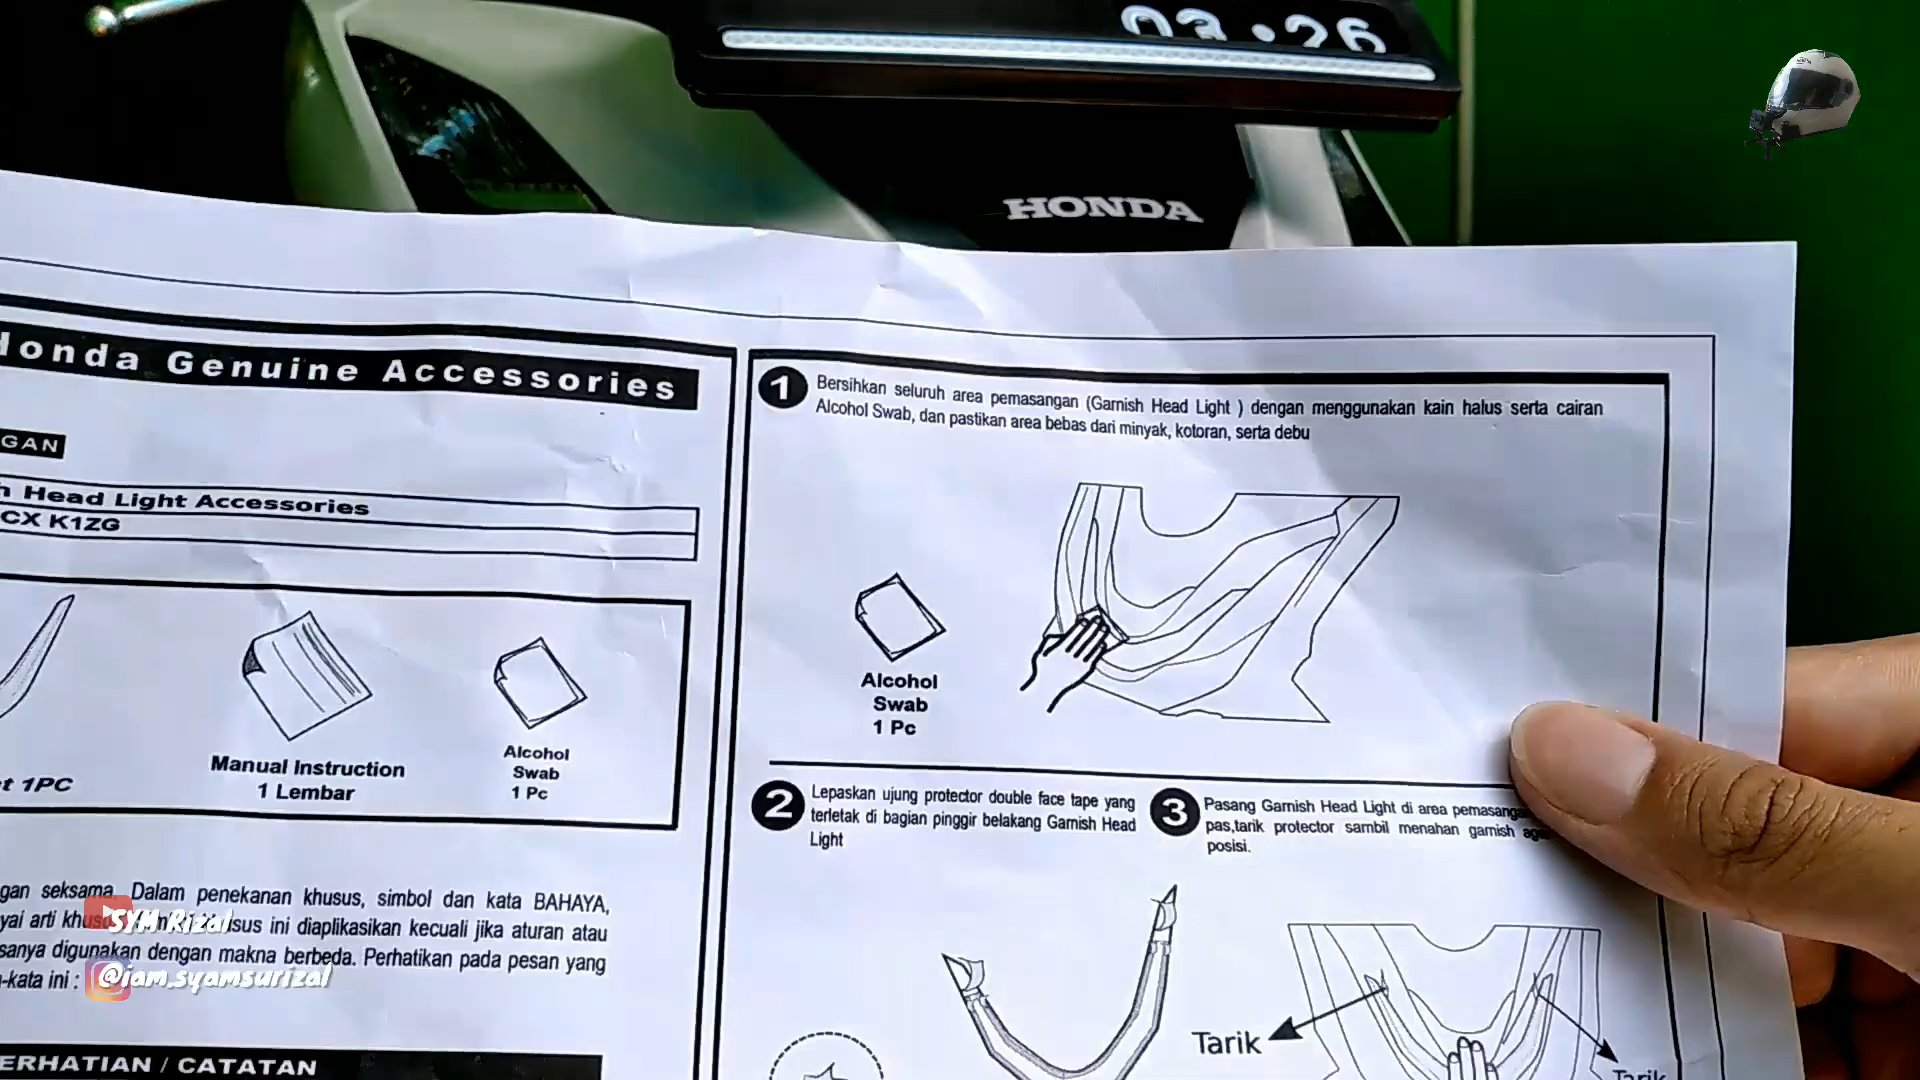 03 26
HONDA
Honda Genuine Accessories
GAN
Head Light Accessories
CX K1ZG
1PC
Manual Instruction
1 Lembar
Alcohol
Swab
1 Pc
gan seksama, Dalam penekanan khusus, simbol dan kata BAHAYA,
yai arti ini diaplikasikan kecuali jika aturan atau
sanya digunakan dengan makna berbeda. Perhatikan pada pesan yang
-kata ini :
SYM Rizal
@iam.syamsurizal
ERHATIAN / CATATAN
1
Bersihkan seluruh area pemasangan (Garnish Head Light ) dengan menggunakan kain halus serta cairan
Alcohol Swab, dan pastikan area bebas dari minyak, kotoran, serta debu
Alcohol
Swab
1 Pc
2
Lepaskan ujung protector double face tape yang
terletak di bagian pinggir belakang Garnish Head
Light
3
Pasang Garnish Head Light di area
pas,tarik protector sambil menahan garnish
posisi.
Tarik
Tarik